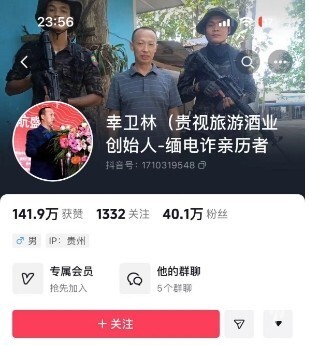 23:56
幸卫林（贵视旅游酒业
创始人-缅电诈亲历者
抖音号：1710319548
141.9万 获赞 1332 关注 40.1万 粉丝
男 IP：贵州
专属会员 他的群聊
抢先加入 5个群聊
+ 关注